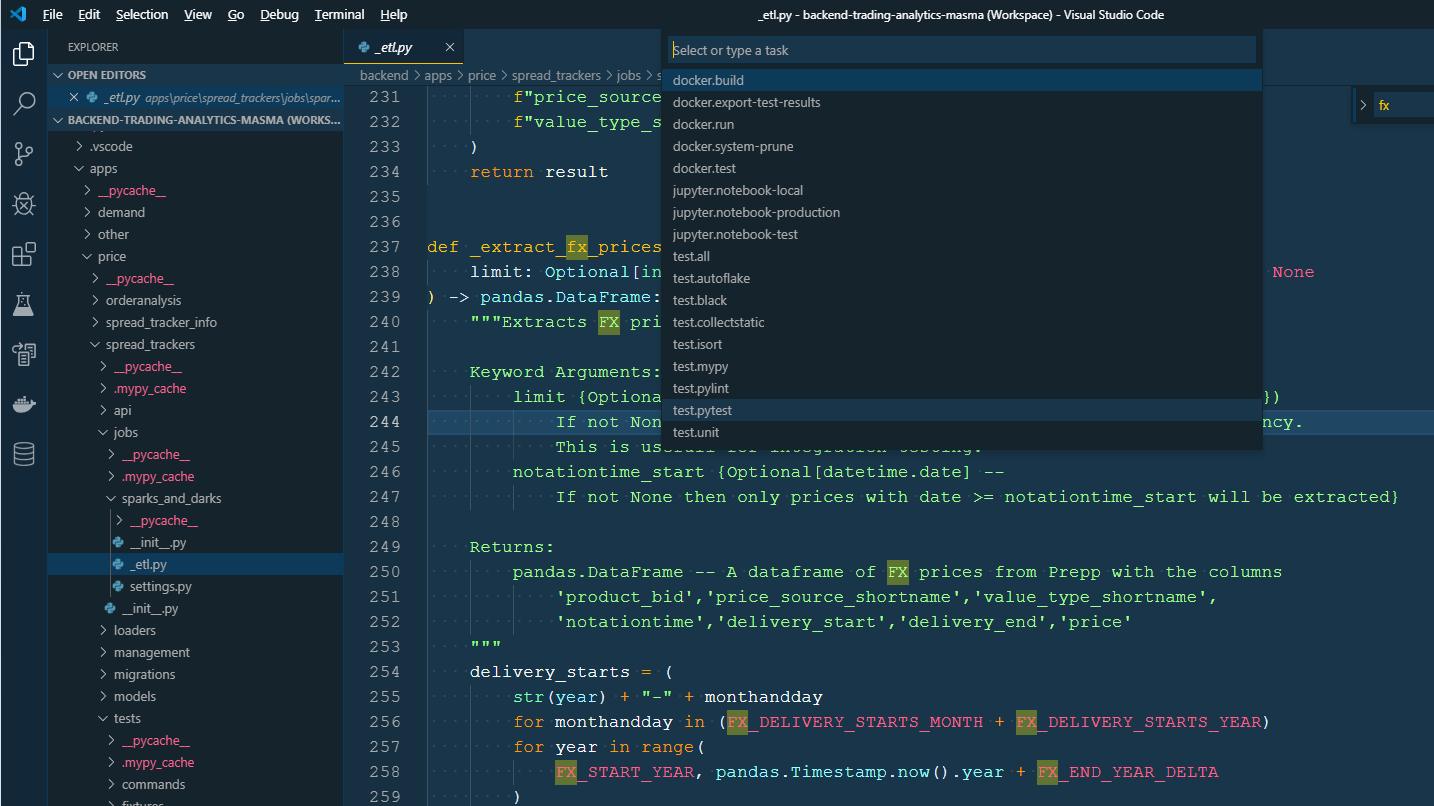 File Edit Selection View Go Debug Terminal Help
_etl.py - backend-trading-analytics-masma (Workspace) - Visual Studio Code
EXPLORER
OPEN EDITORS
_etl.py apps\price\spread_trackers\jobs\spar...
BACKEND-TRADING-ANALYTICS-MASMA (WORKS...
.vscode
apps
__pycache__
demand
other
price
__pycache__
orderanalysis
spread_tracker_info
spread_trackers
__pycache__
.mypy_cache
api
jobs
__pycache__
.mypy_cache
sparks_and_darks
__pycache__
__init__.py
_etl.py
settings.py
__init__.py
loaders
management
migrations
models
tests
__pycache__
.mypy_cache
commands
fixtures
_etl.py
backend > apps > price > spread_trackers > jobs > s
Select or type a task
docker.build
docker.export-test-results
docker.run
docker.system-prune
docker.test
jupyter.notebook-local
jupyter.notebook-production
jupyter.notebook-test
test.all
test.autoflake
test.black
test.collectstatic
test.isort
test.mypy
test.pylint
test.pytest
test.unit
fx
231 f"price_source
232 f"value_type_s
233 )
234 return result
235
236
237 def _extract_fx_prices
238 limit: Optional[in None
239 ) -> pandas.DataFrame:
240 """Extracts FX pri
241
242 Keyword Arguments:
243 limit {Optiona })
244 If not Non ncy.
245 This is usefull for integration testing.
246 notationtime_start {Optional[datetime.date] --
247 If not None then only prices with date >= notationtime_start will be extracted}
248
249 Returns:
250 pandas.DataFrame -- A dataframe of FX prices from Prepp with the columns
251 'product_bid','price_source_shortname','value_type_shortname',
252 'notationtime','delivery_start','delivery_end','price'
253 """
254 delivery_starts = (
255 str(year) + "-" + monthandday
256 for monthandday in (FX_DELIVERY_STARTS_MONTH + FX_DELIVERY_STARTS_YEAR)
257 for year in range(
258 FX_START_YEAR, pandas.Timestamp.now().year + FX_END_YEAR_DELTA
259 )